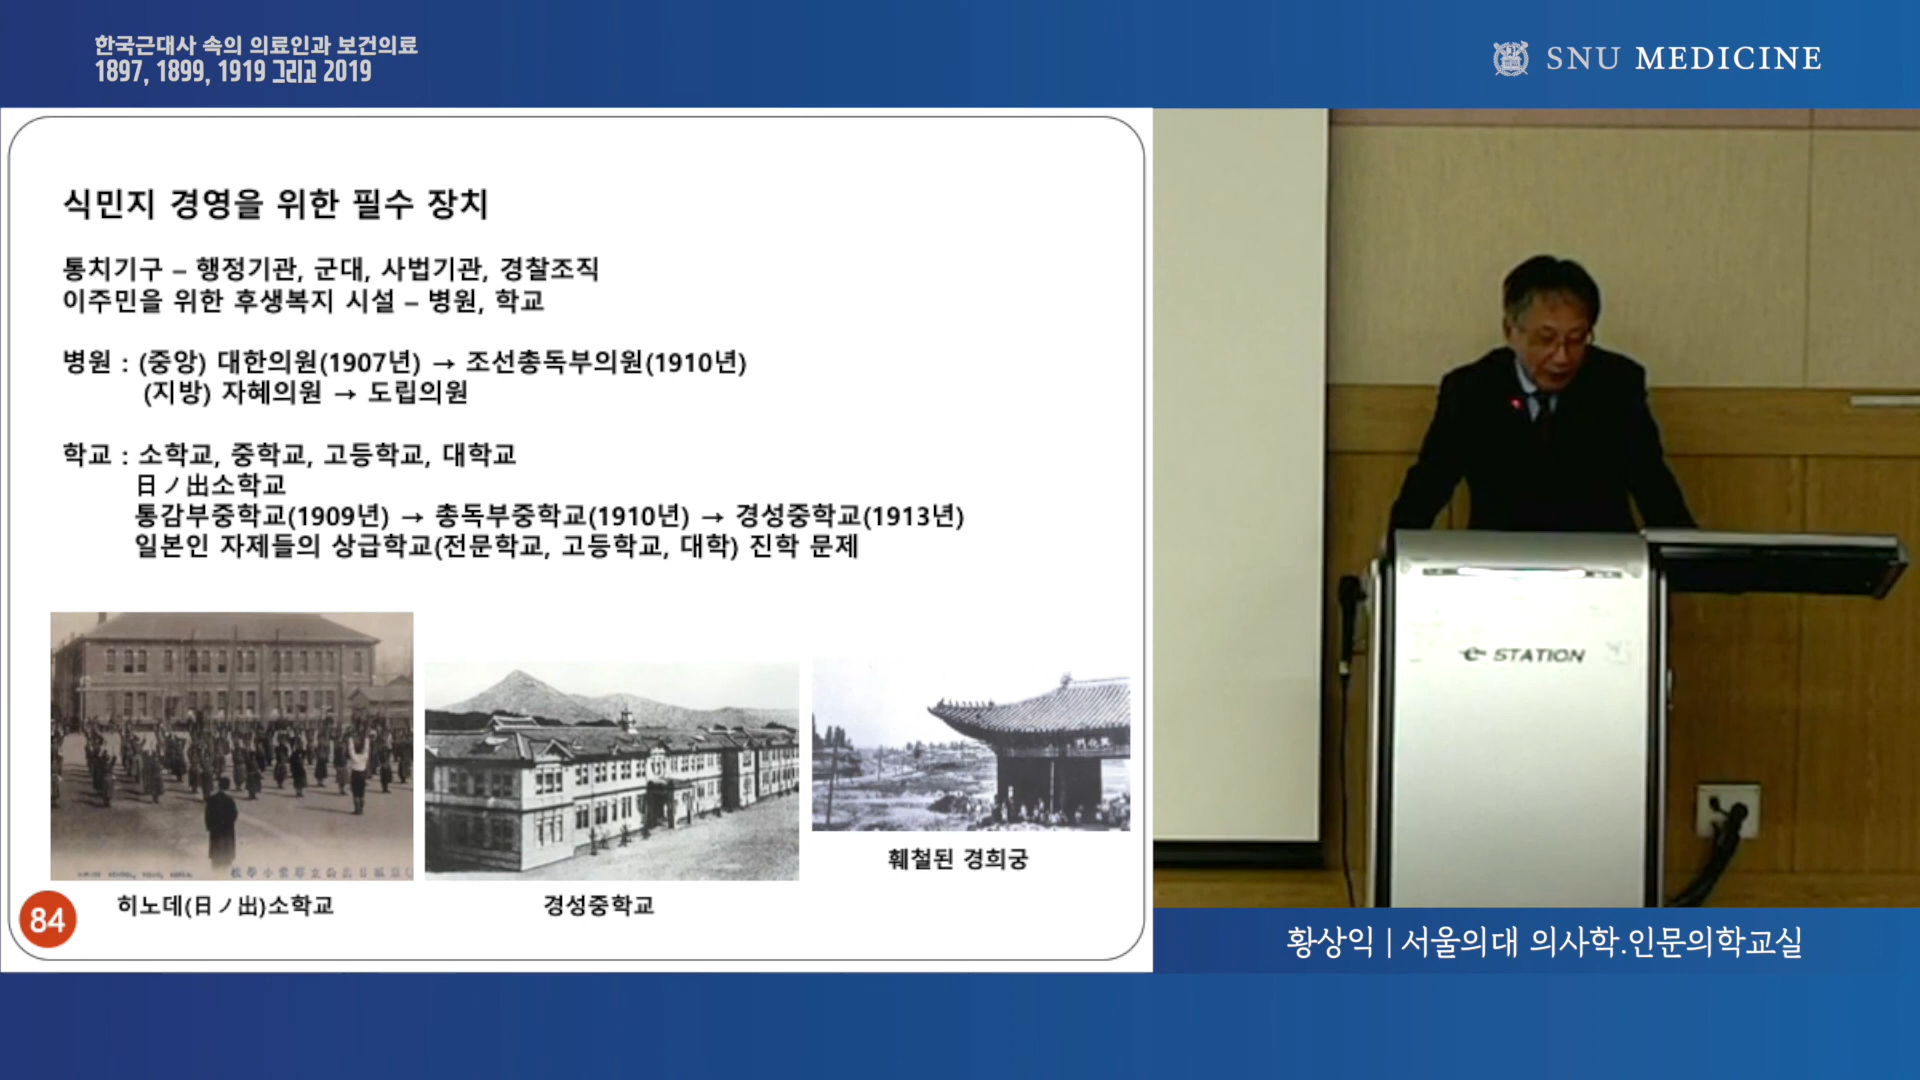 한국근대사 속의 의료인과 보건의료
1897, 1899, 1919 그리고 2019
SNU MEDICINE
식민지 경영을 위한 필수 장치
통치기구 – 행정기관, 군대, 사법기관, 경찰조직
이주민을 위한 후생복지 시설 – 병원, 학교
병원 : (중앙) 대한의원(1907년) → 조선총독부의원(1910년)
(지방) 자혜의원 → 도립의원
학교 : 소학교, 중학교, 고등학교, 대학교
日ノ出소학교
통감부중학교(1909년) → 총독부중학교(1910년) → 경성중학교(1913년)
일본인 자제들의 상급학교(전문학교, 고등학교, 대학) 진학 문제
훼철된 경희궁
히노데(日ノ出)소학교
경성중학교
84
e-STATION
황상익 | 서울의대 의사학.인문의학교실